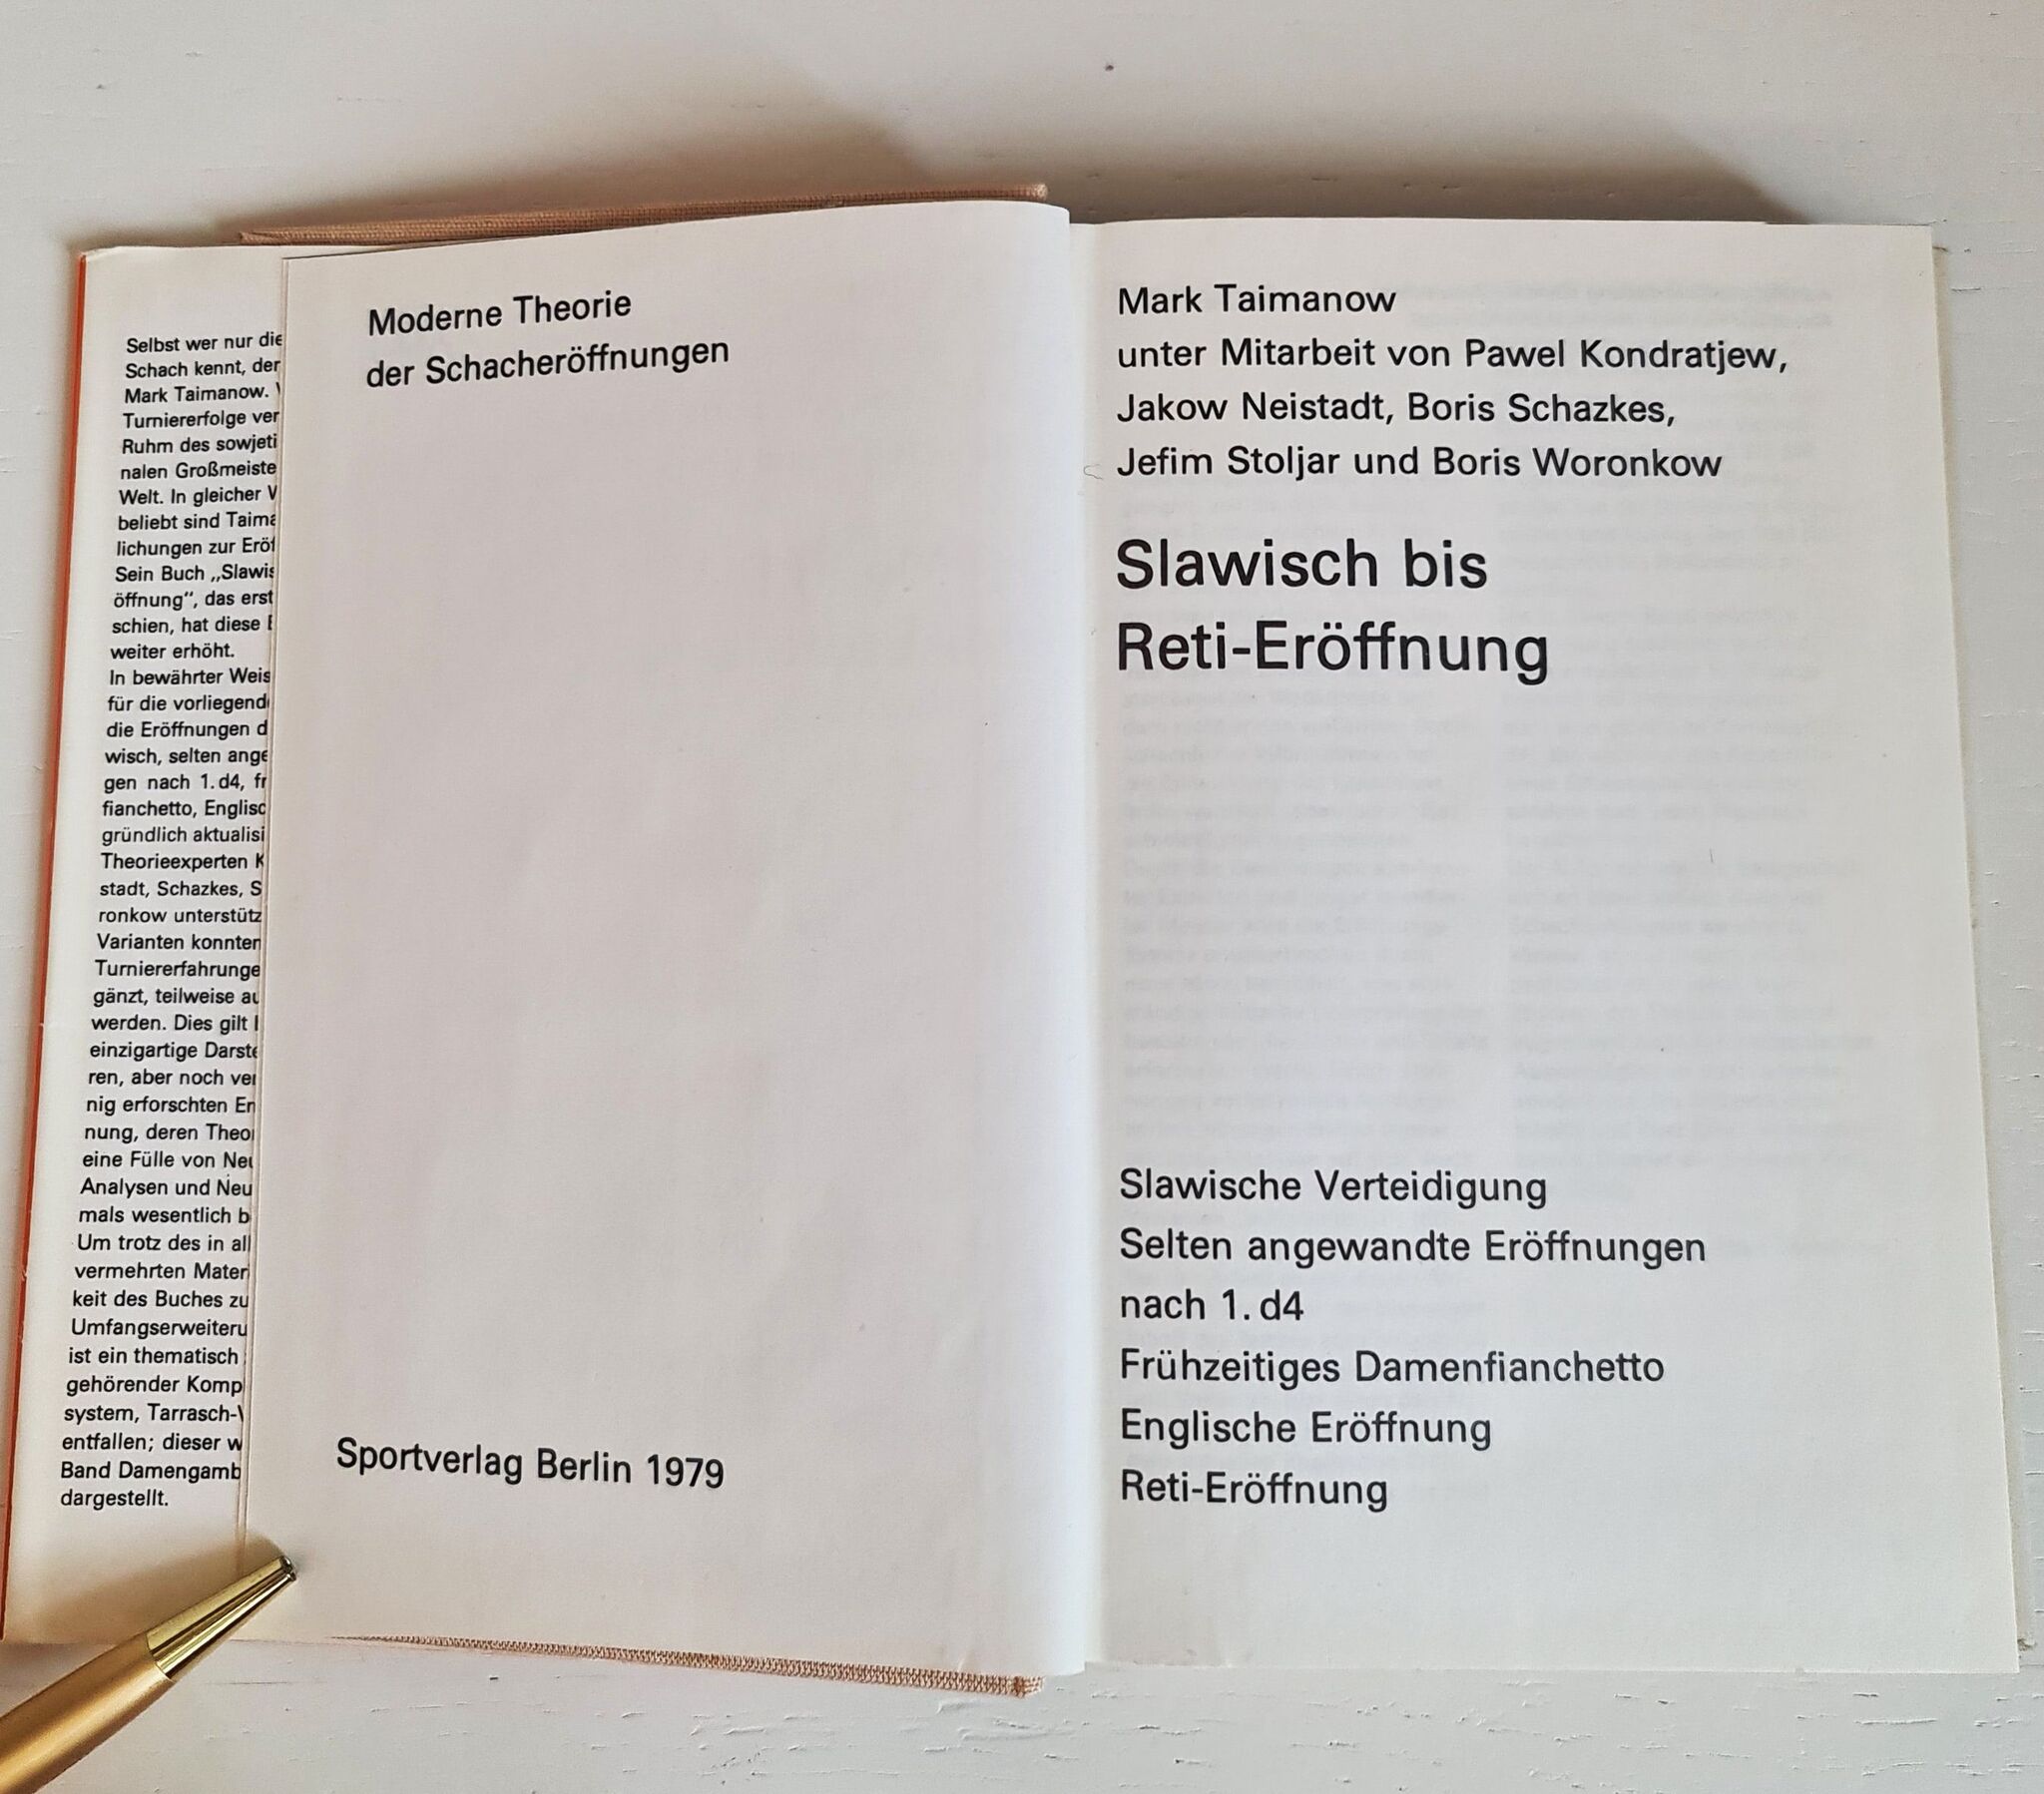 Selbst wer nur die
Schach kennt, der
Mark Taimanow.
Turniererfolge ver
Ruhm des sowjeti
nalen Großmeiste
Welt. In gleicher
beliebt sind Taima
lichungen zur Eröf
Sein Buch „Slawis
öffnung“, das erst
schien, hat diese
weiter erhöht.
In bewährter Weis
für die vorliegend
die Eröffnungen d
wisch, selten ange
gen nach 1. d4, fr
fianchetto, Englisc
gründlich aktualisi
Theorieexperten K
stadt, Schazkes, S
ronkow unterstütz
Varianten konnten
Turniererfahrunge
gänzt, teilweise au
werden. Dies gilt
einzigartige Darste
ren, aber noch ver
nig erforschten En
nung, deren Theor
eine Fülle von Neu
Analysen und Neu
mals wesentlich b
Um trotz des in all
vermehrten Mater
keit des Buches zu
Umfangserweiteru
ist ein thematisch
gehörender Komp
system, Tarrasch-
entfallen; dieser w
Band Damengamb
dargestellt.
Moderne Theorie
der Schacheröffnungen
Sportverlag Berlin 1979
Mark Taimanow
unter Mitarbeit von Pawel Kondratjew,
Jakow Neistadt, Boris Schazkes,
Jefim Stoljar und Boris Woronkow
Slawisch bis
Reti-Eröffnung
Slawische Verteidigung
Selten angewandte Eröffnungen
nach 1. d4
Frühzeitiges Damenfianchetto
Englische Eröffnung
Reti-Eröffnung